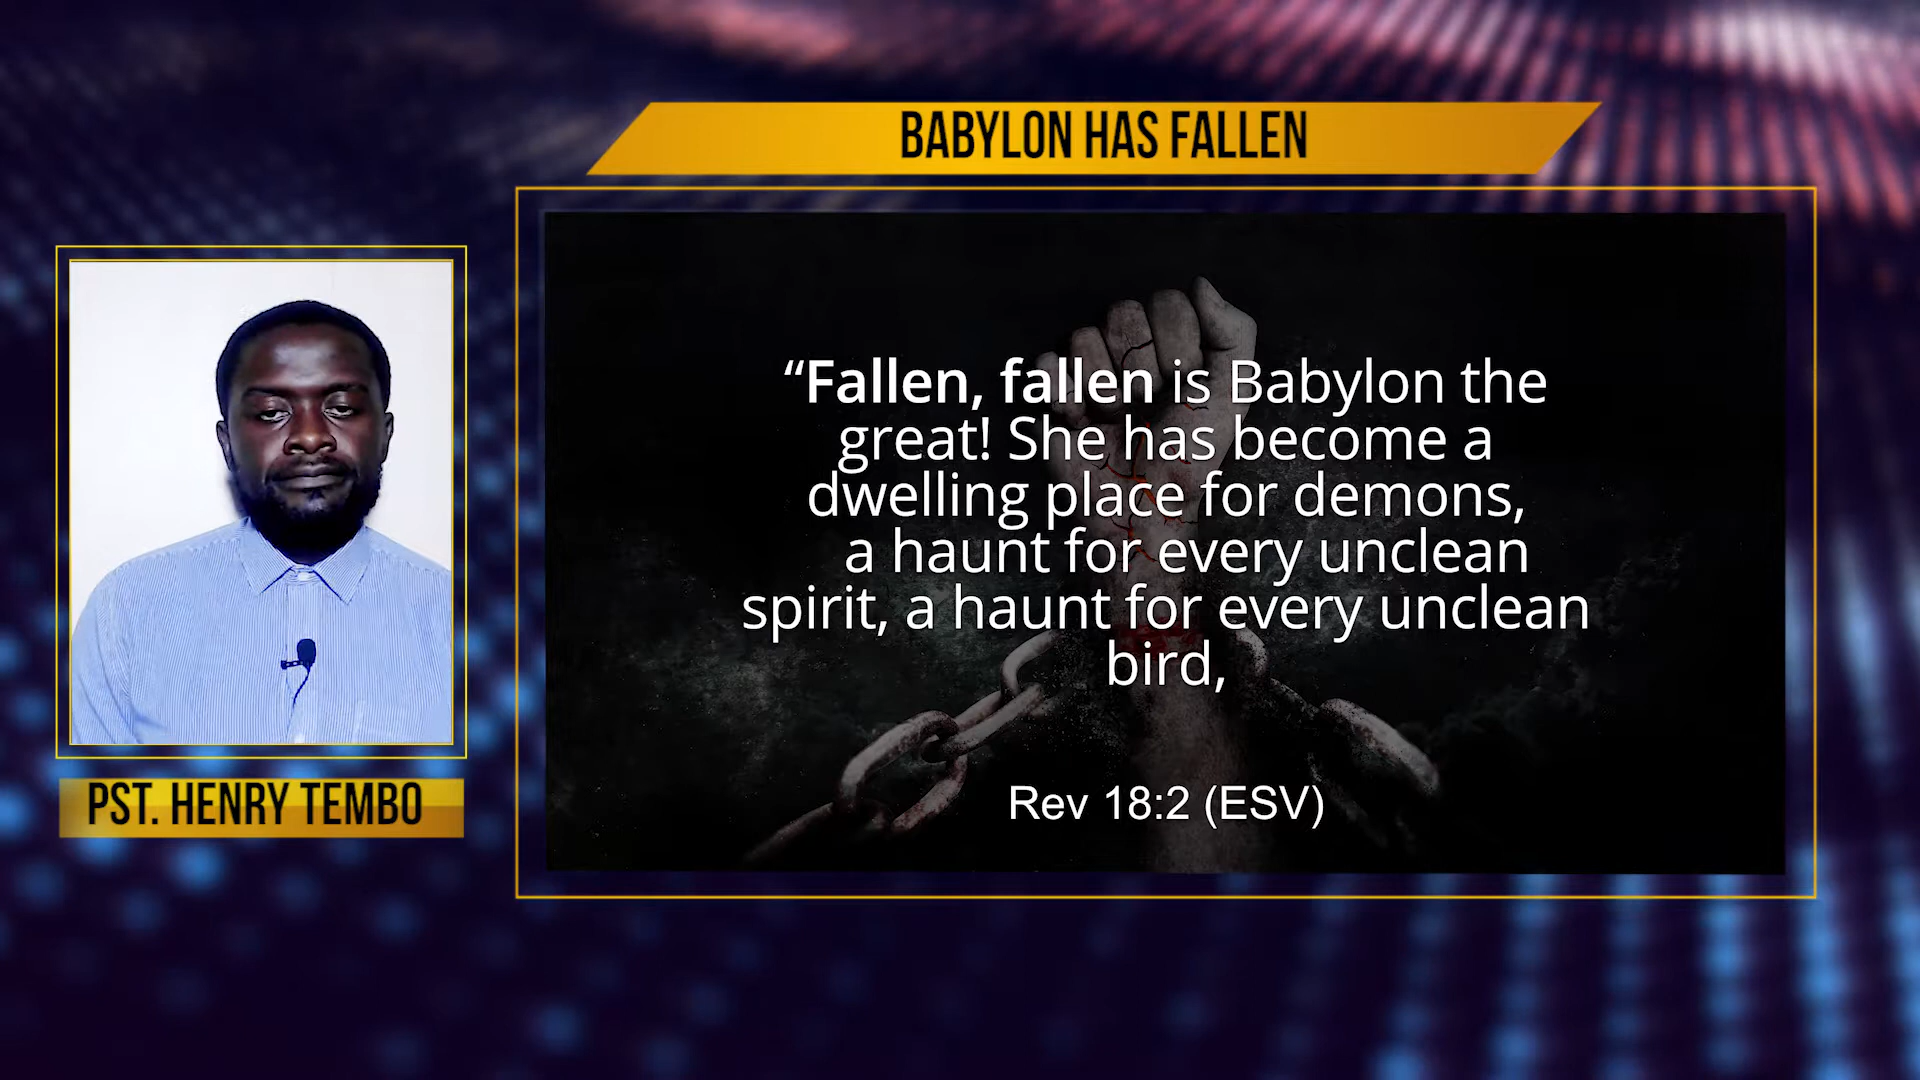 BABYLON HAS FALLEN
“Fallen, fallen is Babylon the
great! She has become a
dwelling place for demons,
a haunt for every unclean
spirit, a haunt for every unclean
bird,
Rev 18:2 (ESV)
PST. HENRY TEMBO